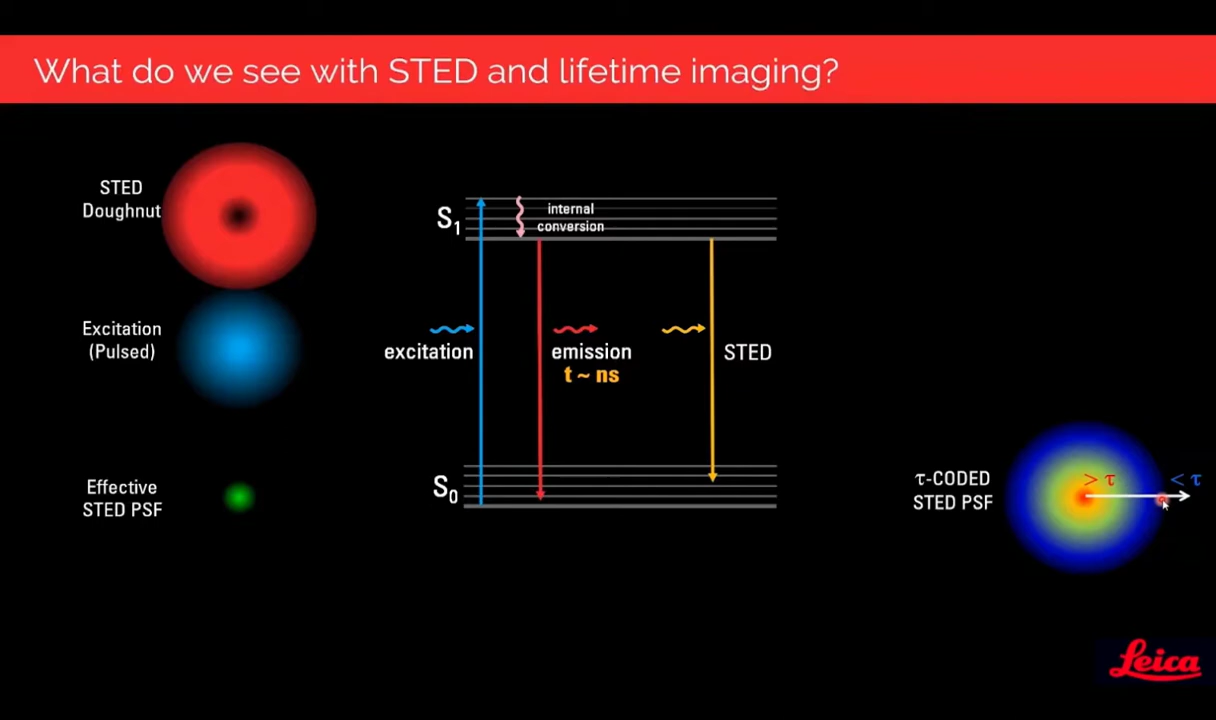 What do we see with STED and lifetime imaging?
STED
Doughnut
Excitation
(Pulsed)
Effective
STED PSF
S1
internal
conversion
excitation
emission
t ~ ns
STED
S0
τ-CODED
STED PSF
> τ
< τ
Leica